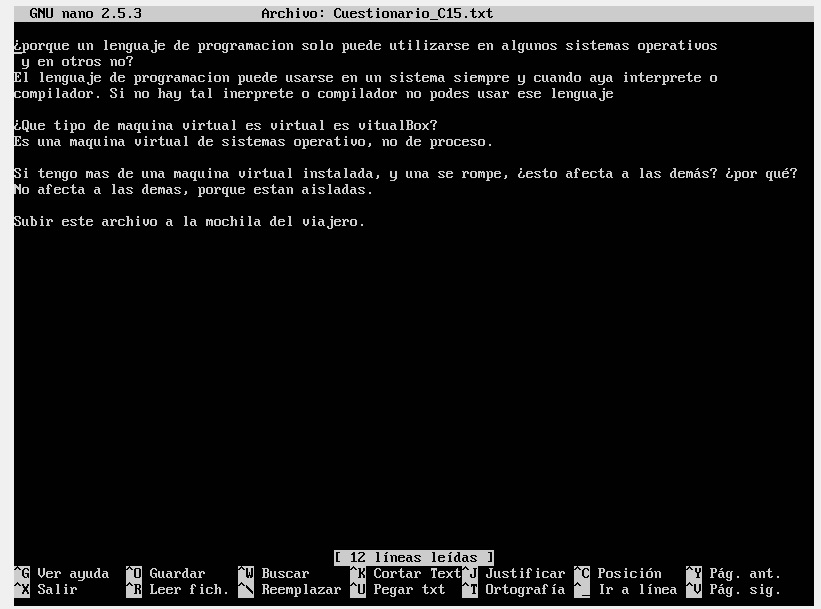 GNU nano 2.5.3 Archivo: Cuestionario_C15.txt
¿porque un lenguaje de programacion solo puede utilizarse en algunos sistemas operativos
y en otros no?
El lenguaje de programacion puede usarse en un sistema siempre y cuando aya interprete o
compilador. Si no hay tal inerprete o compilador no podes usar ese lenguaje
¿Que tipo de maquina virtual es virtual es vitualBox?
Es una maquina virtual de sistemas operativo, no de proceso.
Si tengo mas de una maquina virtual instalada, y una se rompe, ¿esto afecta a las demás? ¿por qué?
No afecta a las demas, porque estan aisladas.
Subir este archivo a la mochila del viajero.
[ 12 líneas leídas ]
^G Ver ayuda ^O Guardar ^W Buscar ^K Cortar Text ^J Justificar ^C Posición ^Y Pág. ant.
^X Salir ^R Leer fich. ^\ Reemplazar ^U Pegar txt ^T Ortografía ^_ Ir a línea ^V Pág. sig.